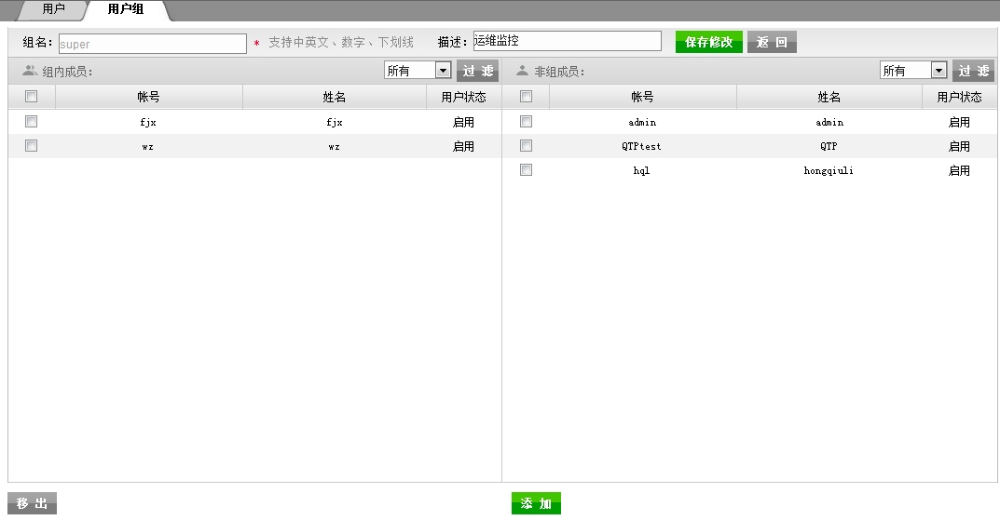 用户 用户组
组名： super * 支持中英文、数字、下划线 描述： 运维监控 保存修改 返 回
组内成员： 所有 过 滤 非组成员： 所有 过 滤
帐号 姓名 用户状态 帐号 姓名 用户状态
fjx fjx 启用 admin admin 启用
wz wz 启用 QTPtest QTP 启用
hql hongqiuli 启用
移 出 添 加